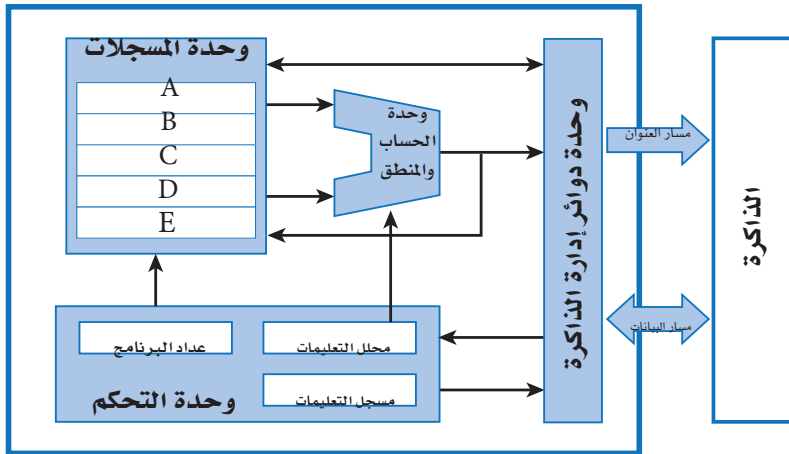 وحدة المسجلات
A
B
C
D
E
وحدة
الحساب
والمنطق
وحدة دوائر إدارة الذاكرة
مسار العنوان
مسار البيانات
الذاكرة
عداد البرنامج
محلل التعليمات
مسجل التعليمات
وحدة التحكم